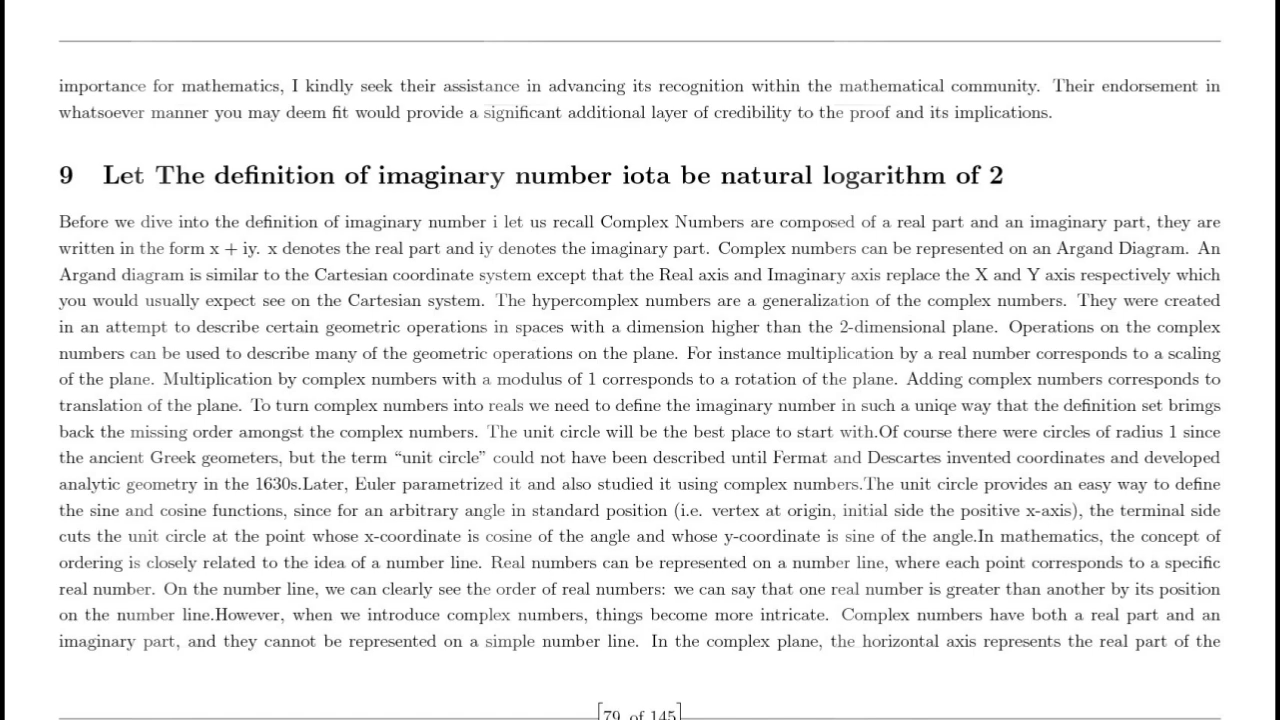 importance for mathematics, I kindly seek their assistance in advancing its recognition within the mathematical community. Their endorsement in
whatsoever manner you may deem fit would provide a significant additional layer of credibility to the proof and its implications.
9 Let The definition of imaginary number iota be natural logarithm of 2
Before we dive into the definition of imaginary number i let us recall Complex Numbers are composed of a real part and an imaginary part, they are
written in the form x + iy. x denotes the real part and iy denotes the imaginary part. Complex numbers can be represented on an Argand Diagram. An
Argand diagram is similar to the Cartesian coordinate system except that the Real axis and Imaginary axis replace the X and Y axis respectively which
you would usually expect see on the Cartesian system. The hypercomplex numbers are a generalization of the complex numbers. They were created
in an attempt to describe certain geometric operations in spaces with a dimension higher than the 2-dimensional plane. Operations on the complex
numbers can be used to describe many of the geometric operations on the plane. For instance multiplication by a real number corresponds to a scaling
of the plane. Multiplication by complex numbers with a modulus of 1 corresponds to a rotation of the plane. Adding complex numbers corresponds to
translation of the plane. To turn complex numbers into reals we need to define the imaginary number in such a uniqe way that the definition set brimgs
back the missing order amongst the complex numbers. The unit circle will be the best place to start with.Of course there were circles of radius 1 since
the ancient Greek geometers, but the term “unit circle” could not have been described until Fermat and Descartes invented coordinates and developed
analytic geometry in the 1630s.Later, Euler parametrized it and also studied it using complex numbers.The unit circle provides an easy way to define
the sine and cosine functions, since for an arbitrary angle in standard position (i.e. vertex at origin, initial side the positive x-axis), the terminal side
cuts the unit circle at the point whose x-coordinate is cosine of the angle and whose y-coordinate is sine of the angle.In mathematics, the concept of
ordering is closely related to the idea of a number line. Real numbers can be represented on a number line, where each point corresponds to a specific
real number. On the number line, we can clearly see the order of real numbers: we can say that one real number is greater than another by its position
on the number line.However, when we introduce complex numbers, things become more intricate. Complex numbers have both a real part and an
imaginary part, and they cannot be represented on a simple number line. In the complex plane, the horizontal axis represents the real part of the
79 of 145